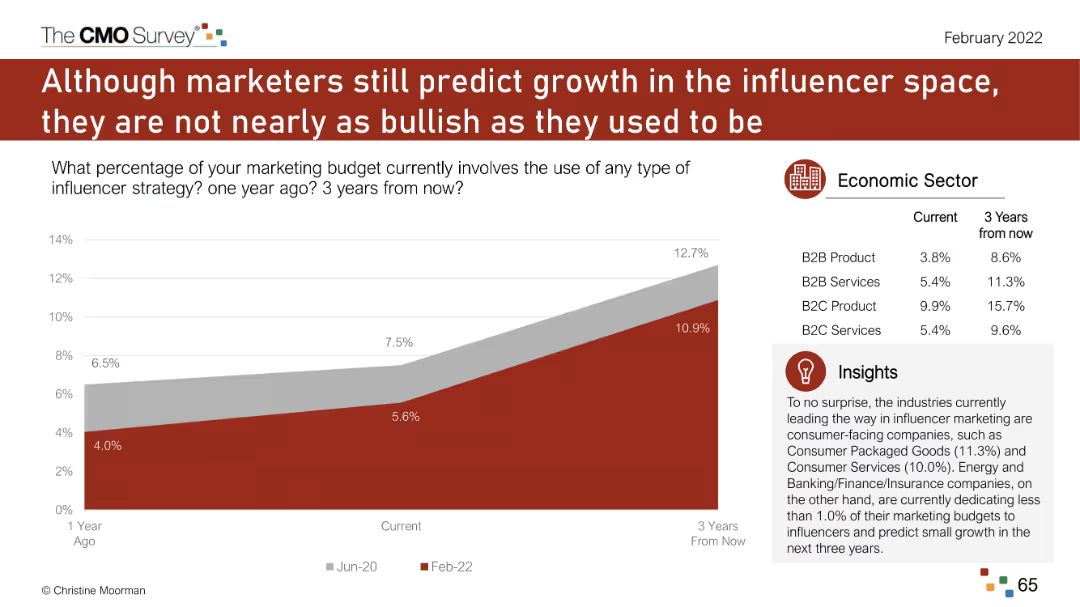 The CMO Survey®
February 2022
Although marketers still predict growth in the influencer space,
they are not nearly as bullish as they used to be
What percentage of your marketing budget currently involves the use of any type of
influencer strategy? one year ago? 3 years from now?
14%
12%
10%
8%
6%
4%
2%
0%
6.5%
7.5%
12.7%
4.0%
5.6%
10.9%
1 Year
Ago
Current
3 Years
From Now
Jun-20
Feb-22
Economic Sector
Current 3 Years
from now
B2B Product 3.8% 8.6%
B2B Services 5.4% 11.3%
B2C Product 9.9% 15.7%
B2C Services 5.4% 9.6%
Insights
To no surprise, the industries currently
leading the way in influencer marketing are
consumer-facing companies, such as
Consumer Packaged Goods (11.3%) and
Consumer Services (10.0%). Energy and
Banking/Finance/Insurance companies, on
the other hand, are currently dedicating less
than 1.0% of their marketing budgets to
influencers and predict small growth in the
next three years.
© Christine Moorman
65